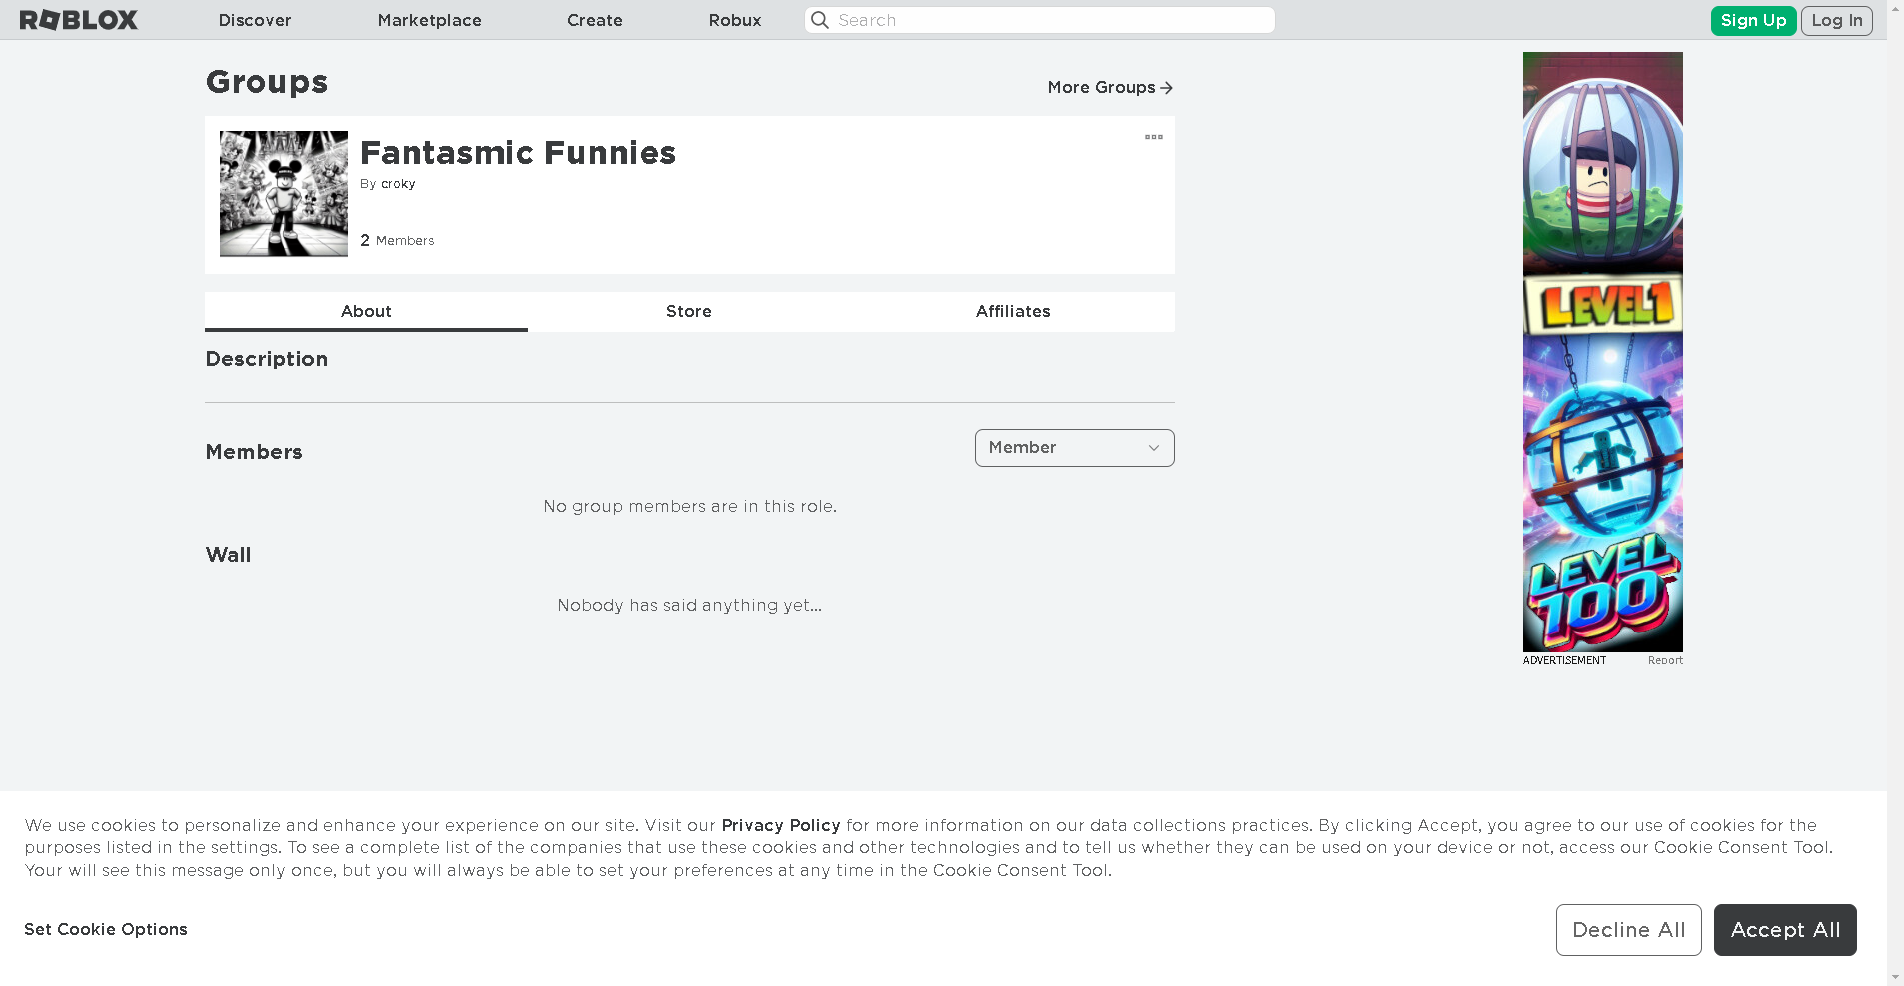 ROBLOX
Discover
Marketplace
Create
Robux
Search
Sign Up
Log In
Groups
More Groups
Fantasmic Funnies
By croky
2 Members
About
Store
Affiliates
Description
Members
Member
No group members are in this role.
Wall
Nobody has said anything yet...
LEVEL 1
LEVEL
100
ADVERTISEMENT
Report
We use cookies to personalize and enhance your experience on our site. Visit our Privacy Policy for more information on our data collections practices. By clicking Accept, you agree to our use of cookies for the
purposes listed in the settings. To see a complete list of the companies that use these cookies and other technologies and to tell us whether they can be used on your device or not, access our Cookie Consent Tool.
Your will see this message only once, but you will always be able to set your preferences at any time in the Cookie Consent Tool.
Set Cookie Options
Decline All
Accept All